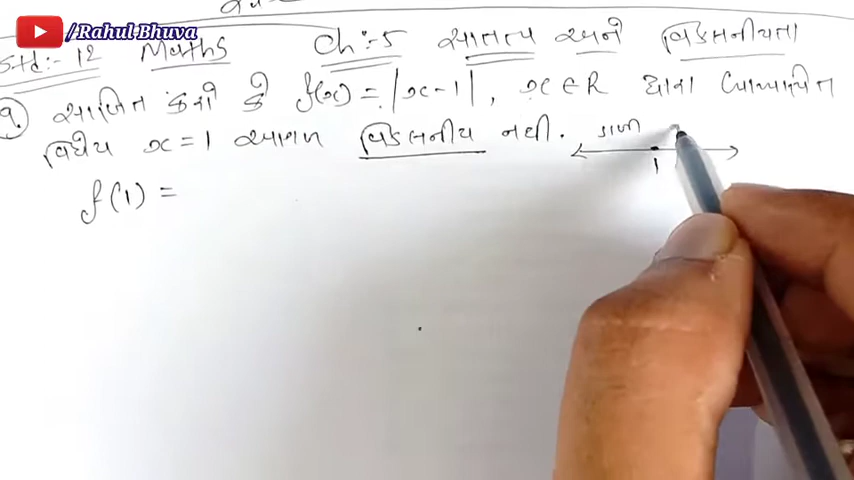 /Rahul Bhuva
Std:- 12 Maths Ch:-5 સાતત્ય અને વિકલનીયતા
9. સાબિત કરો કે f(x) = |x-1|, x ∈ R દ્વારા વ્યાખ્યાયિત
વિધેય x = 1 આગળ વિકલનીય નથી. ડાબી
1
f(1) =